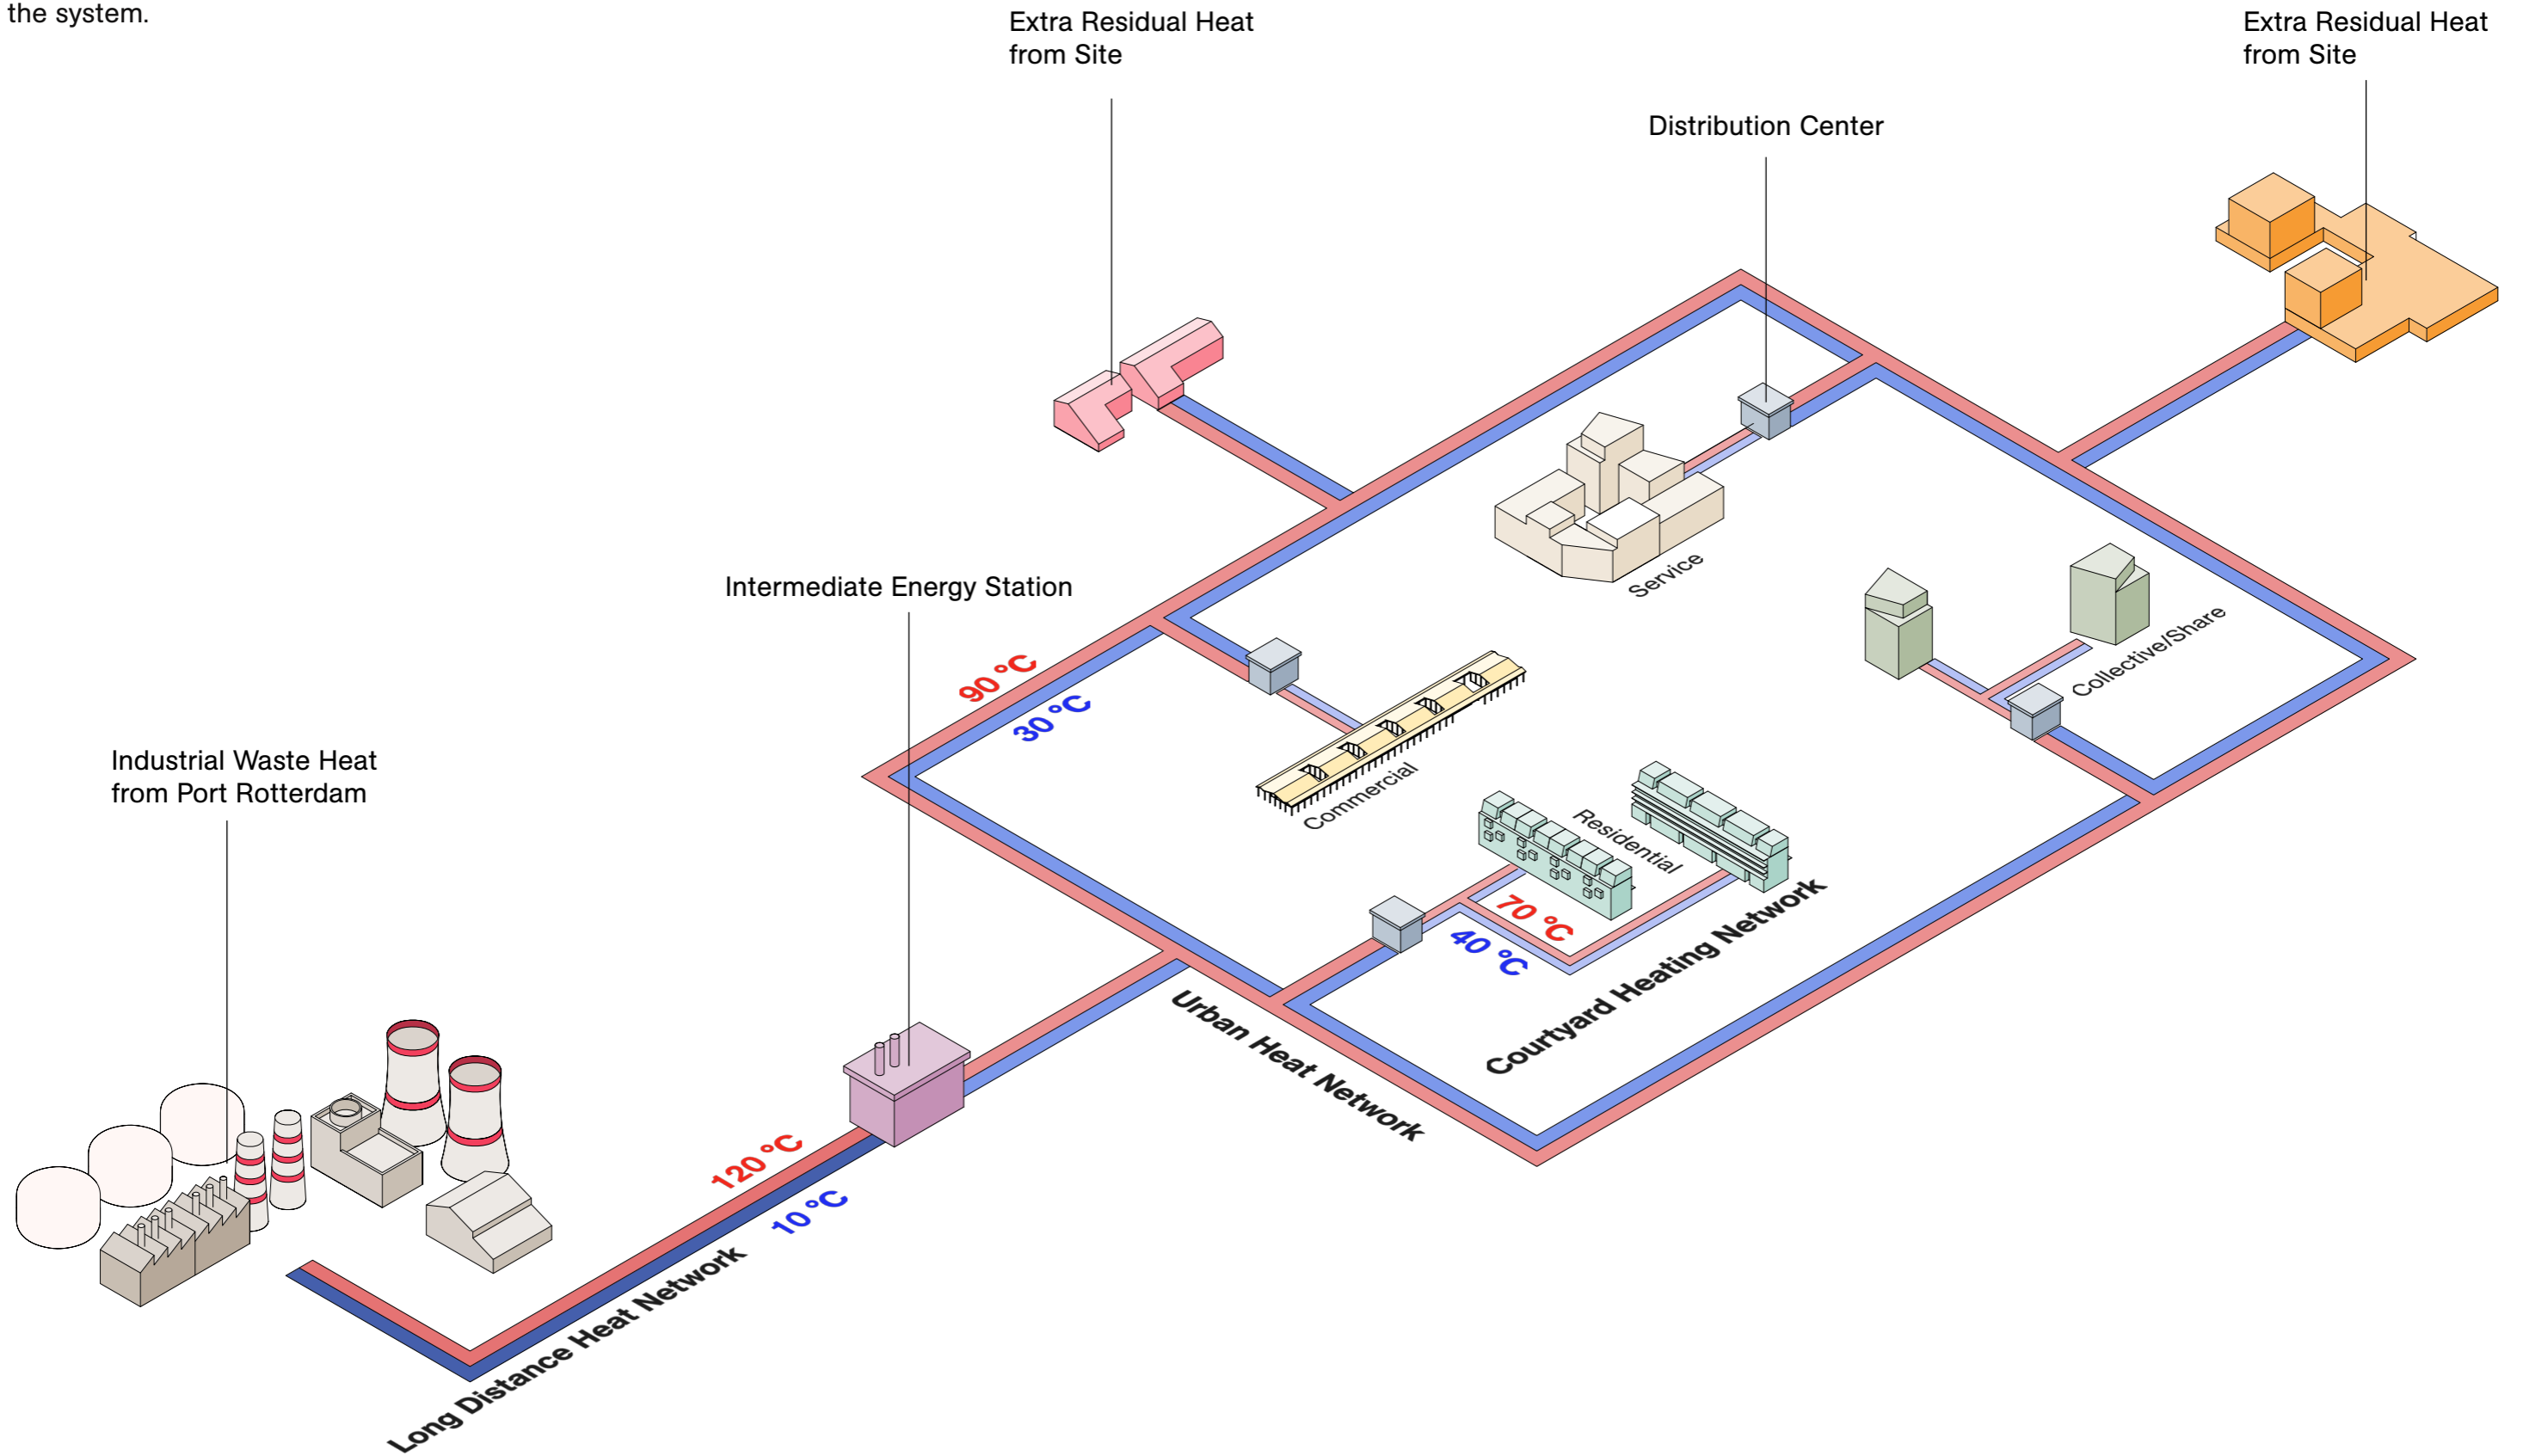 the system.
Extra Residual Heat
from Site
Extra Residual Heat
from Site
Distribution Center
Intermediate Energy Station
Industrial Waste Heat
from Port Rotterdam
Service
Collective/Share
Commercial
Residential
90 °C
30 °C
70 °C
40 °C
Courtyard Heating Network
Urban Heat Network
120 °C
10 °C
Long Distance Heat Network